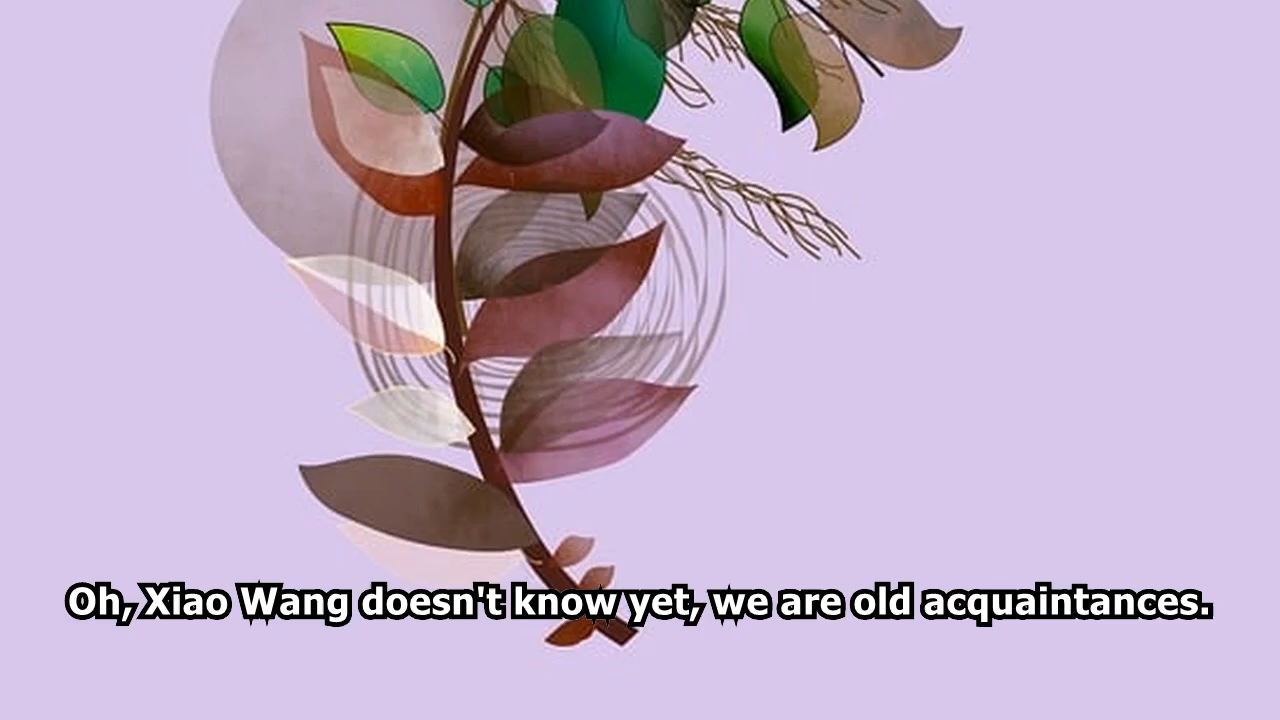 Oh, Xiao Wang doesn't know yet, we are old acquaintances.